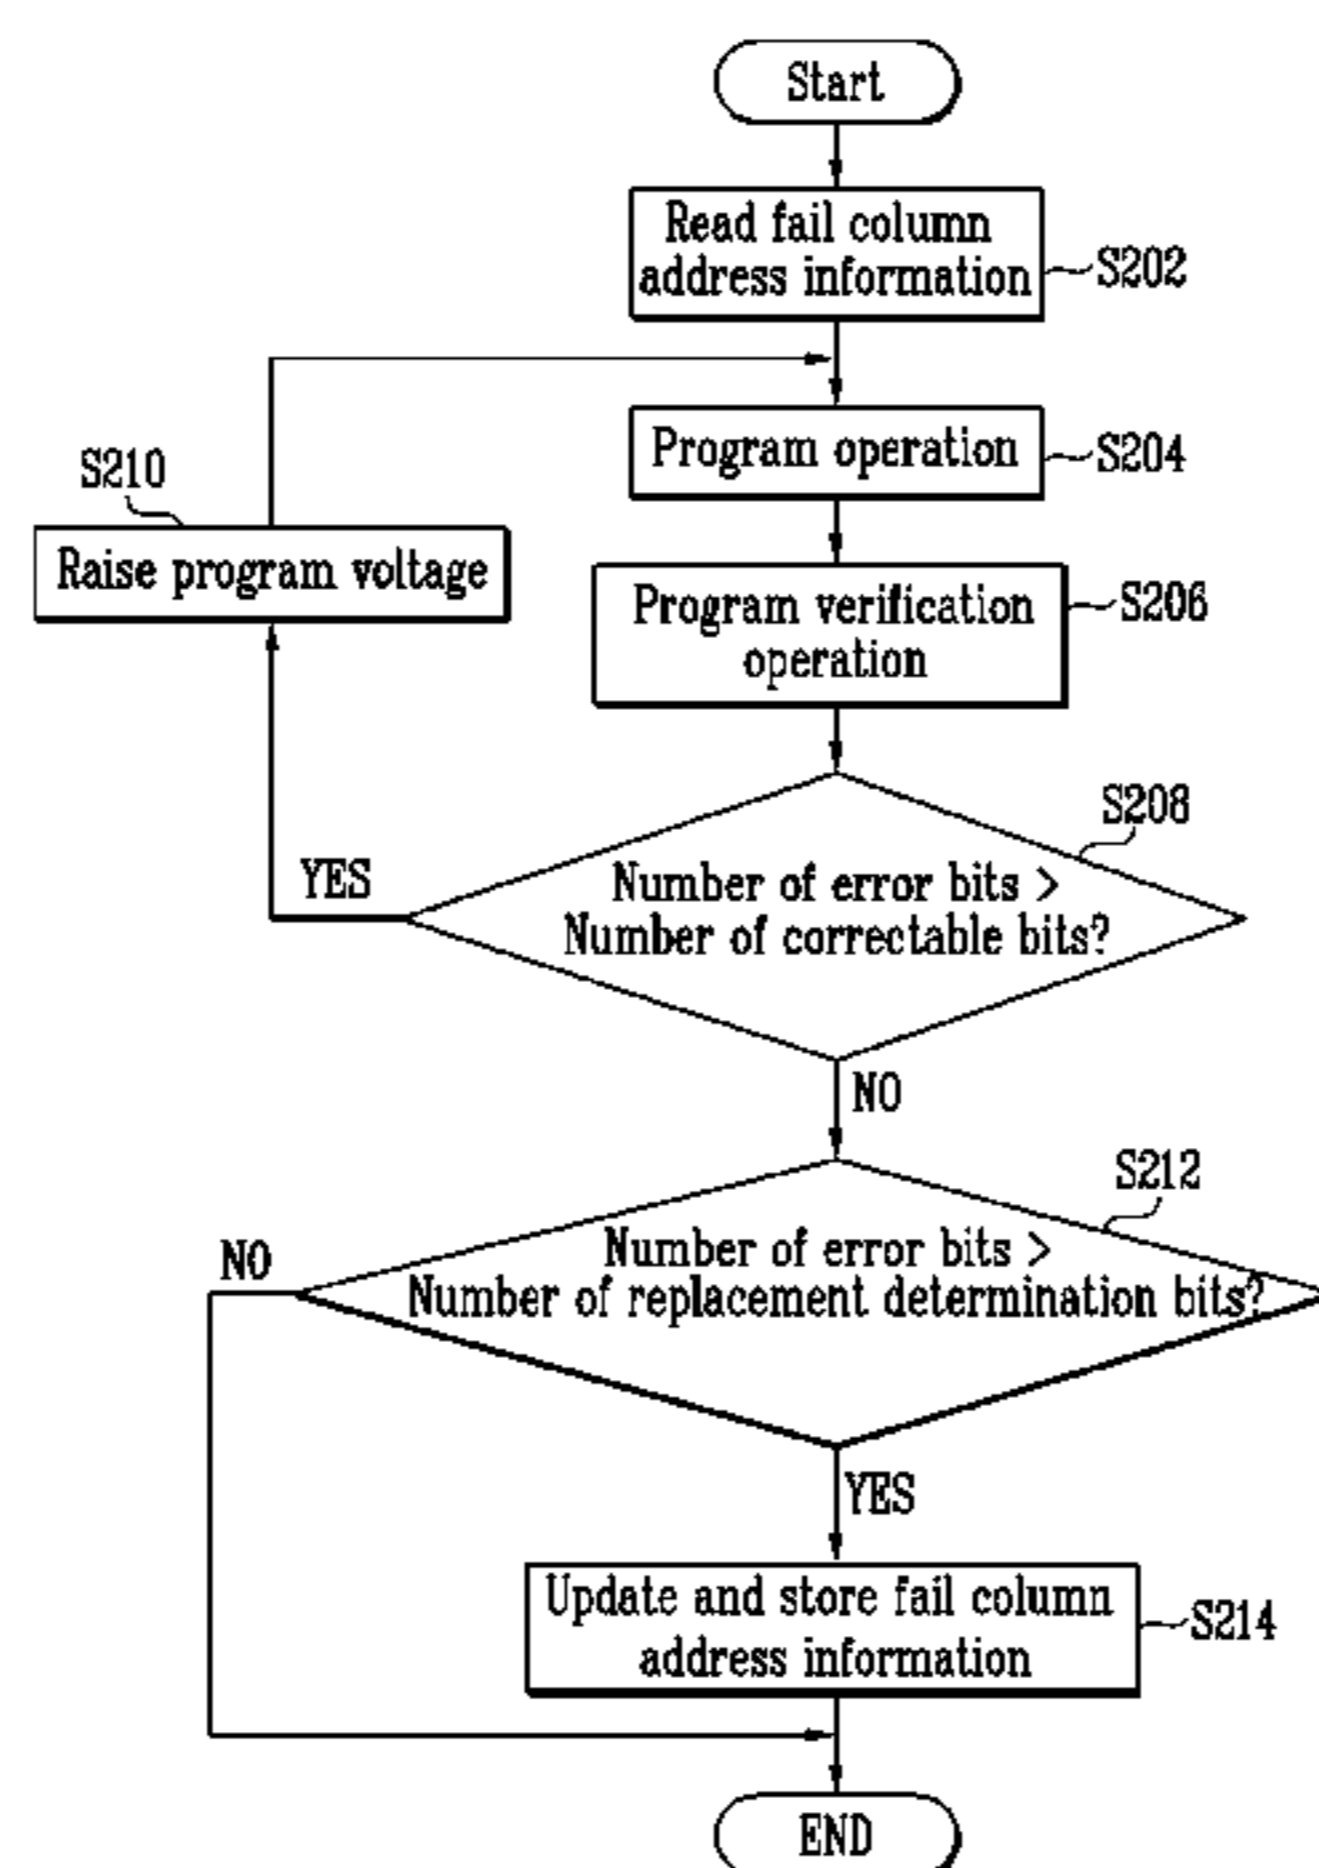 Start
Read fail column
address information
S202
Program operation
S204
S210
Raise program voltage
Program verification
operation
S206
S208
Number of error bits >
Number of correctable bits?
YES
NO
S212
Number of error bits >
Number of replacement determination bits?
NO
YES
Update and store fail column
address information
S214
END